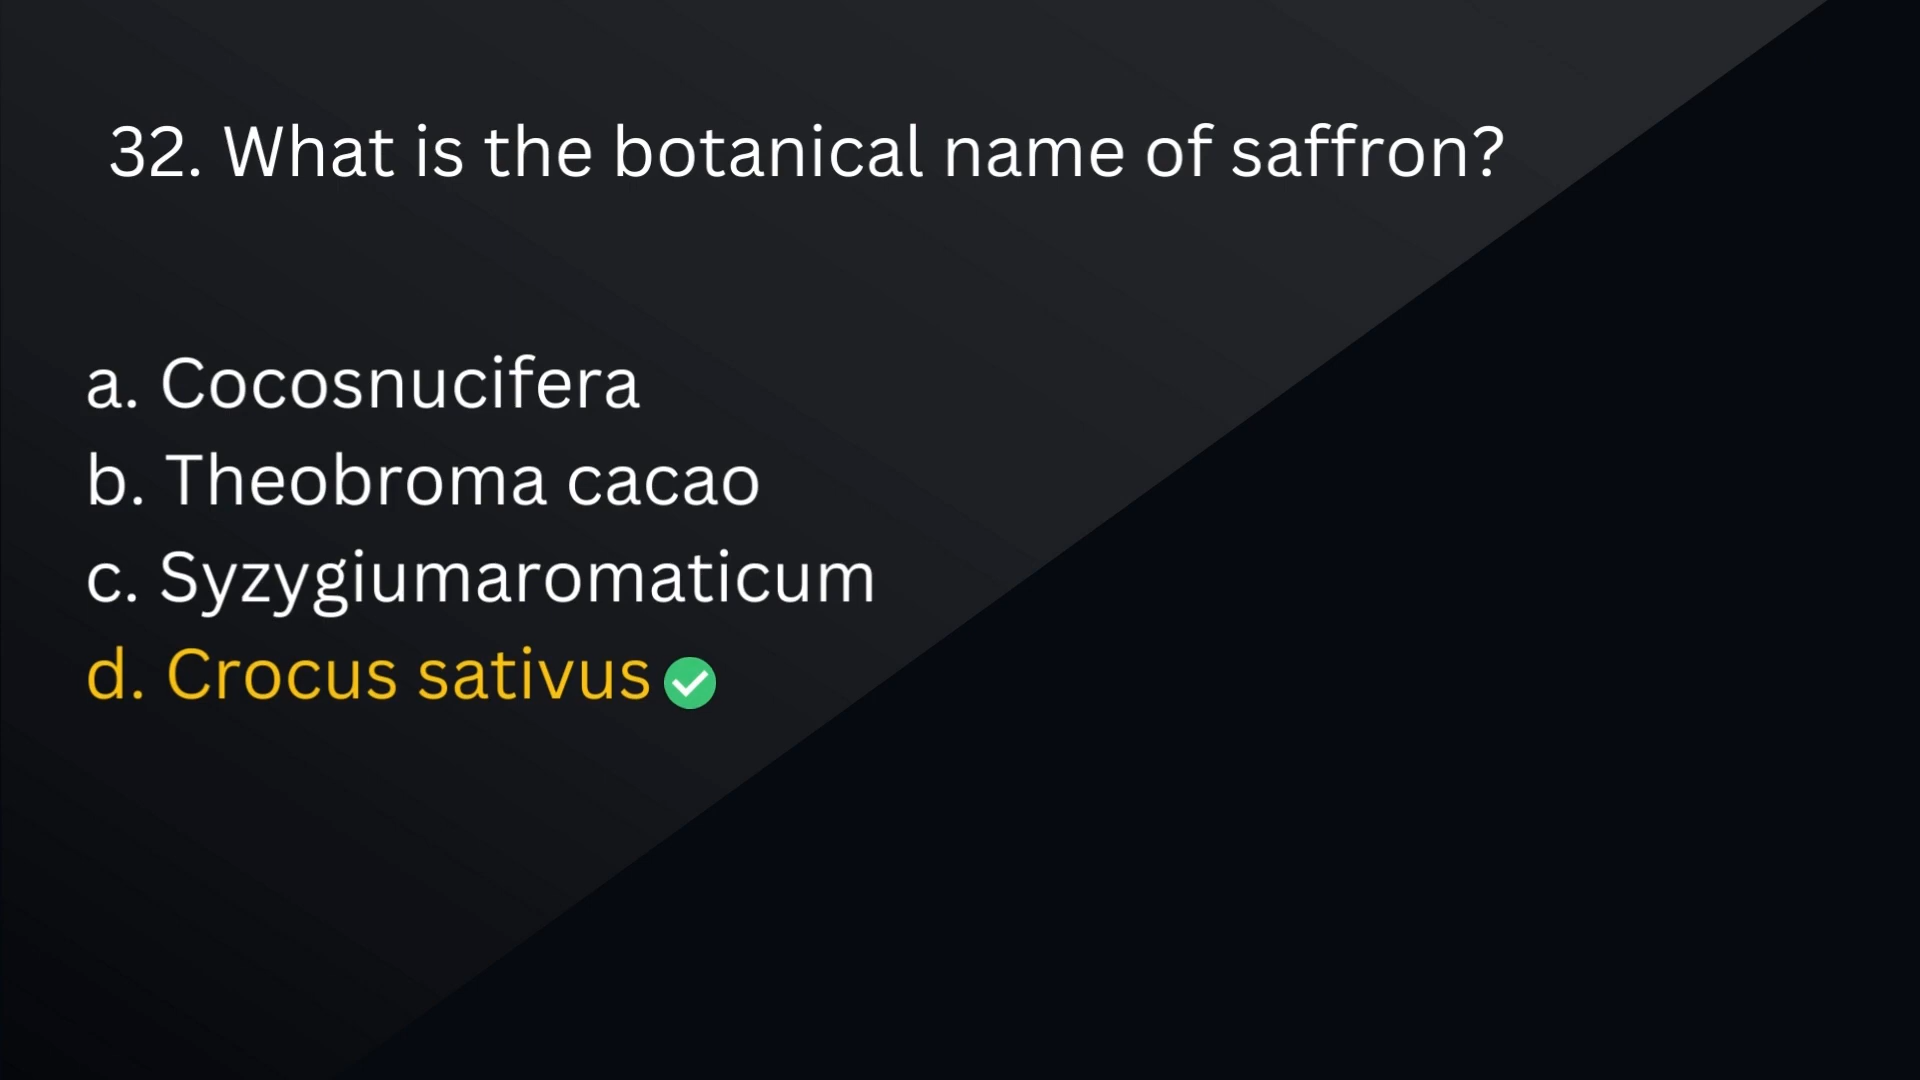 32. What is the botanical name of saffron?
a. Cocosnucifera
b. Theobroma cacao
c. Syzygiumaromaticum
d. Crocus sativus